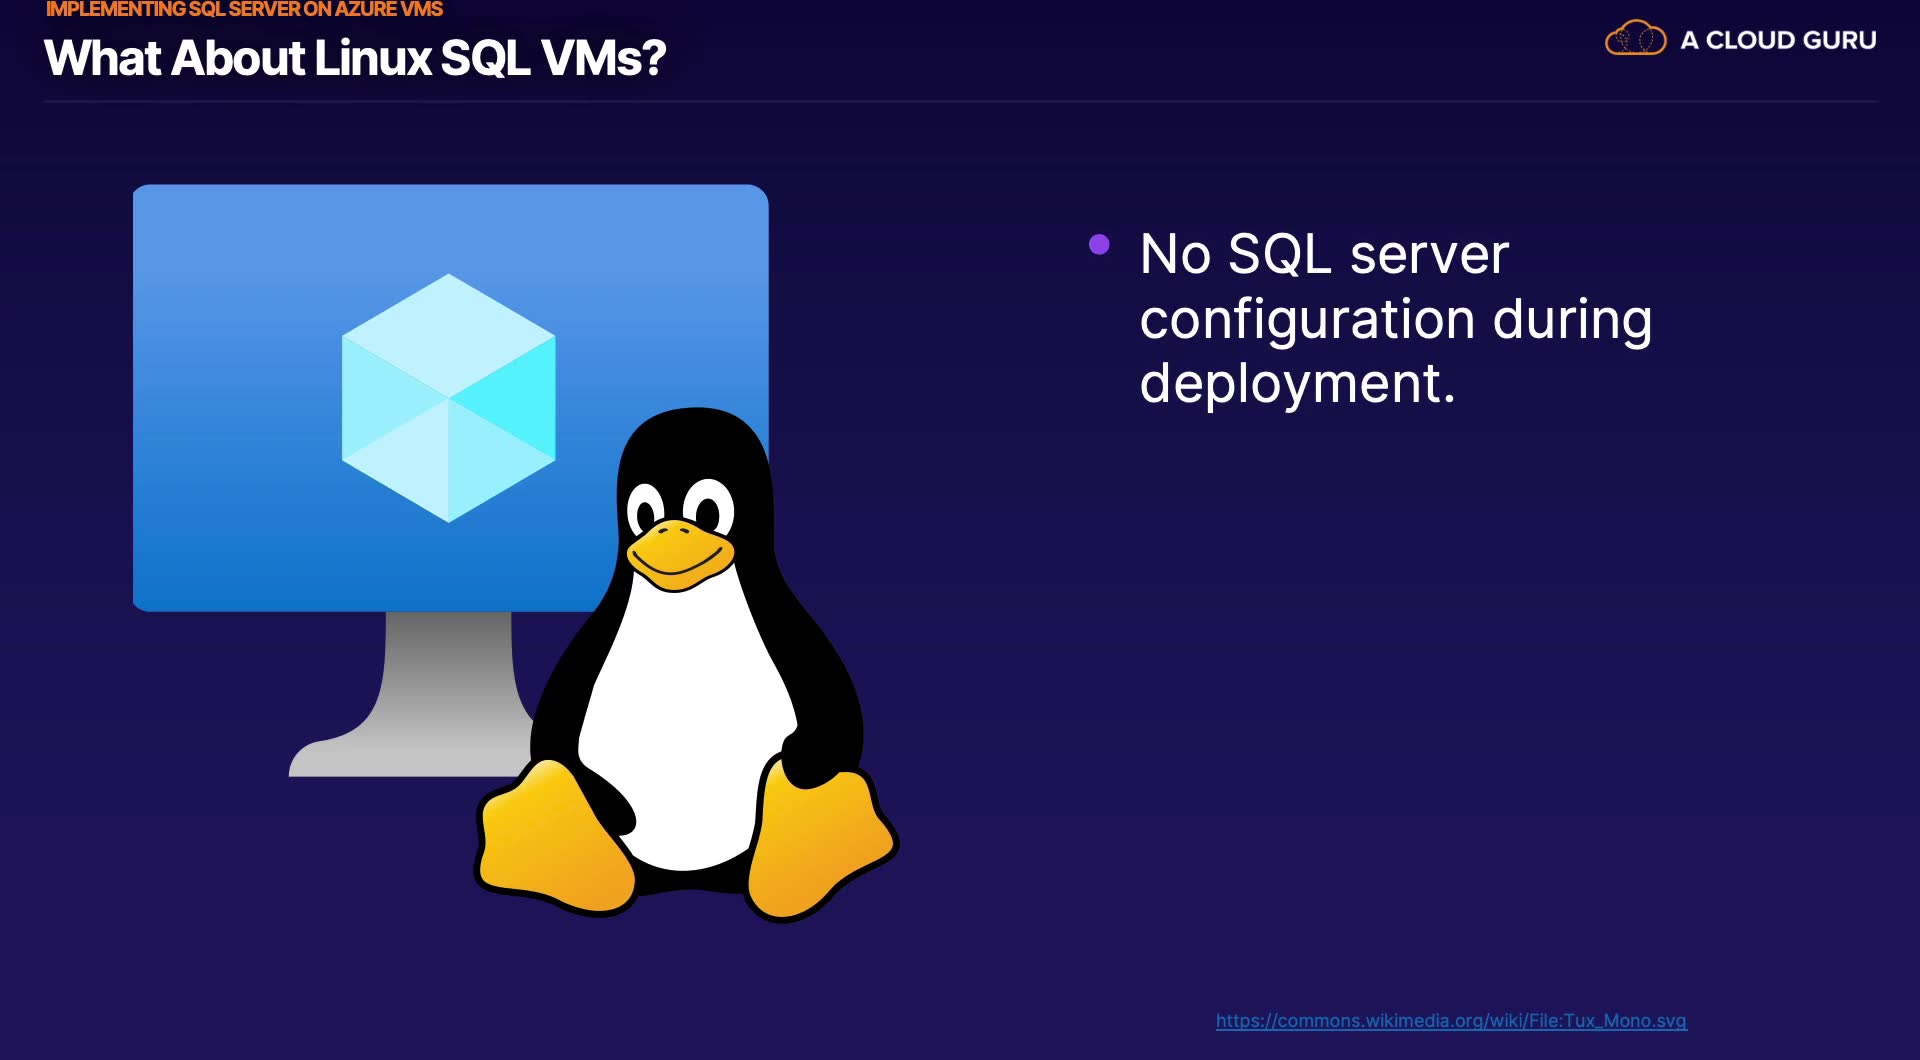 IMPLEMENTING SQL SERVER ON AZURE VMS
What About Linux SQL VMs?
A CLOUD GURU
No SQL server
configuration during
deployment.
https://commons.wikimedia.org/wiki/File:Tux_Mono.svg